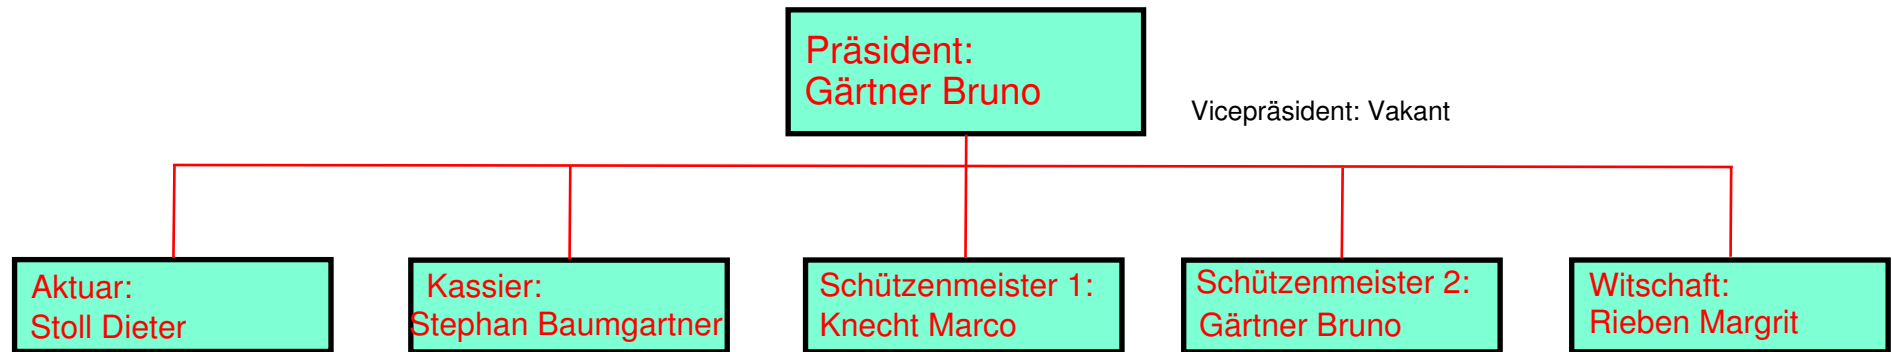 Präsident:
Gärtner Bruno
Vicepräsident: Vakant
Aktuar:
Stoll Dieter
Kassier:
Stephan Baumgartner
Schützenmeister 1:
Knecht Marco
Schützenmeister 2:
Gärtner Bruno
Witschaft:
Rieben Margrit